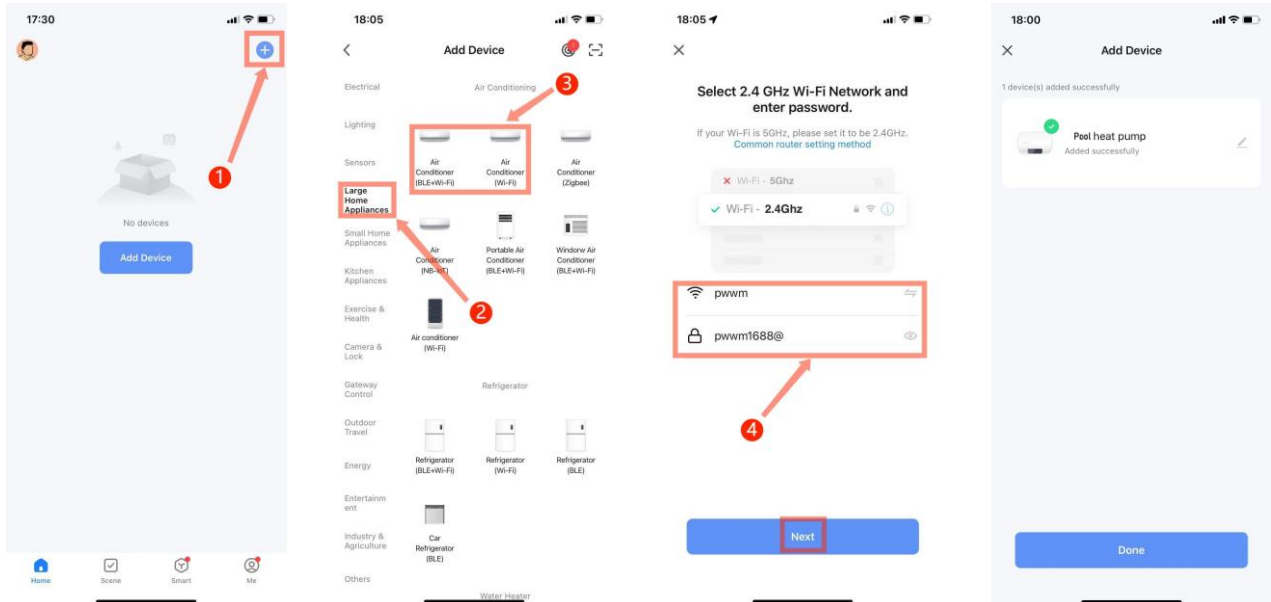 17:30
No devices
Add Device
Home
Scene
Smart
Me
1
18:05
Add Device
Electrical
Lighting
Sensors
Large
Home
Appliances
Small Home
Appliances
Kitchen
Appliances
Exercise &
Health
Camera &
Lock
Gateway
Control
Outdoor
Travel
Energy
Entertainm
ent
Industry &
Agriculture
Others
Air Conditioning
3
Air
Conditioner
(BLE+Wi-Fi)
Air
Conditioner
(Wi-Fi)
Air
Conditioner
(Zigbee)
Air
Conditioner
(NB-IoT)
Portable Air
Conditioner
(BLE+Wi-Fi)
Windorw Air
Conditioner
(BLE+Wi-Fi)
2
Air conditioner
(Wi-Fi)
Refrigerator
Refrigerator
(BLE+Wi-Fi)
Refrigerator
(Wi-Fi)
Refrigerator
(BLE)
Car
Refrigerator
(BLE)
Water Heater
18:05
Select 2.4 GHz Wi-Fi Network and
enter password.
If your Wi-Fi is 5GHz, please set it to be 2.4GHz.
Common router setting method
Wi-Fi - 5Ghz
Wi-Fi - 2.4Ghz
pwwm
pwwm1688@
4
Next
18:00
Add Device
1 device(s) added successfully
Pool heat pump
Added successfully
Done